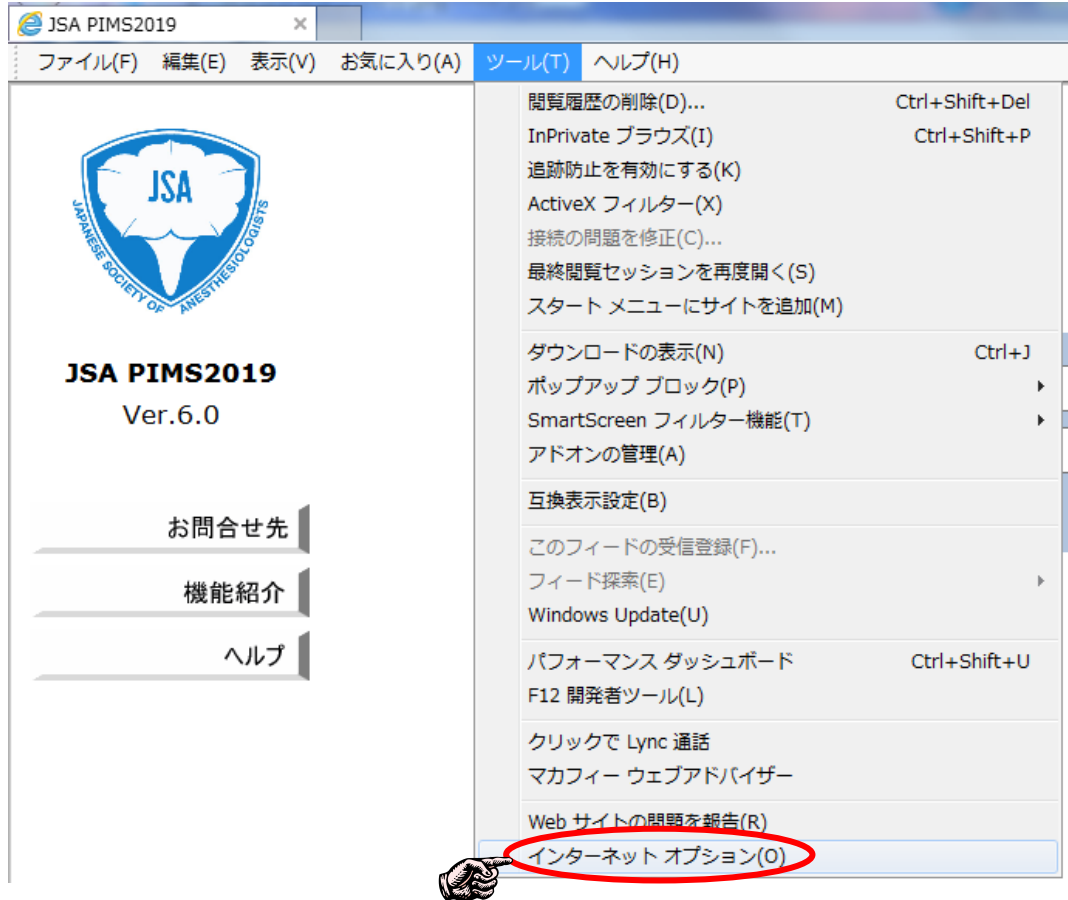 JSA PIMS2019
ファイル(F) 編集(E) 表示(V) お気に入り(A) ツール(T) ヘルプ(H)
JSA
JAPANESE SOCIETY OF ANESTHESIOLOGISTS
JSA PIMS2019
Ver.6.0
お問合せ先
機能紹介
ヘルプ
閲覧履歴の削除(D)... Ctrl+Shift+Del
InPrivate ブラウズ(I) Ctrl+Shift+P
追跡防止を有効にする(K)
ActiveX フィルター(X)
接続の問題を修正(C)...
最終閲覧セッションを再度開く(S)
スタート メニューにサイトを追加(M)
ダウンロードの表示(N) Ctrl+J
ポップアップ ブロック(P)
SmartScreen フィルター機能(T)
アドオンの管理(A)
互換表示設定(B)
このフィードの受信登録(F)...
フィード探索(E)
Windows Update(U)
パフォーマンス ダッシュボード Ctrl+Shift+U
F12 開発者ツール(L)
クリックで Lync 通話
マカフィー ウェブアドバイザー
Web サイトの問題を報告(R)
インターネット オプション(O)